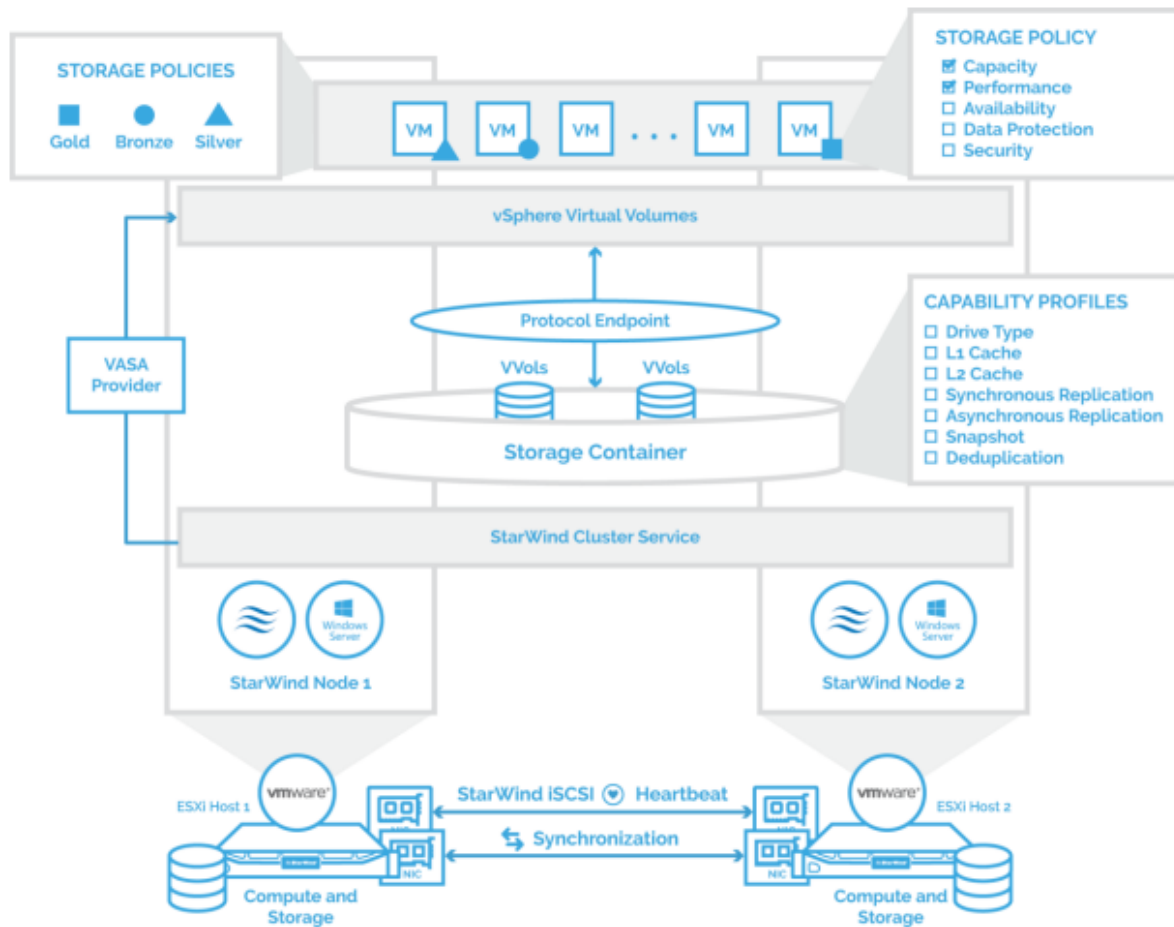 STORAGE POLICIES
Gold
Bronze
Silver
VM
VM
VM
...
VM
VM
STORAGE POLICY
Capacity
Performance
Availability
Data Protection
Security
vSphere Virtual Volumes
Protocol Endpoint
VASA
Provider
VVols
VVols
Storage Container
CAPABILITY PROFILES
Drive Type
L1 Cache
L2 Cache
Synchronous Replication
Asynchronous Replication
Snapshot
Deduplication
StarWind Cluster Service
Windows
Server
StarWind Node 1
Windows
Server
StarWind Node 2
vmware
ESXi Host 1
StarWind iSCSI
Heartbeat
vmware
ESXi Host 2
Synchronization
NIC
NIC
Compute and
Storage
Compute and
Storage